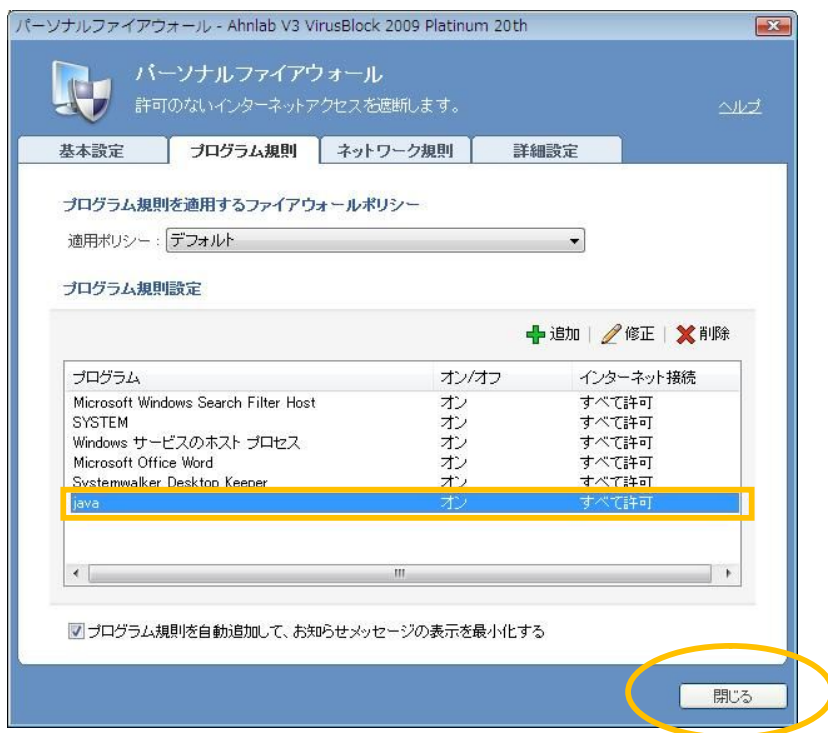 パーソナルファイアウォール - Ahnlab V3 VirusBlock 2009 Platinum 20th
パーソナルファイアウォール
許可のないインターネットアクセスを遮断します。
ヘルプ
基本設定 プログラム規則 ネットワーク規則 詳細設定
プログラム規則を適用するファイアウォールポリシー
適用ポリシー : デフォルト
プログラム規則設定
追加 | 修正 | 削除
プログラム オン/オフ インターネット接続
Microsoft Windows Search Filter Host オン すべて許可
SYSTEM オン すべて許可
Windows サービスのホスト プロセス オン すべて許可
Microsoft Office Word オン すべて許可
Systemwalker Desktop Keeper オン すべて許可
java オン すべて許可
プログラム規則を自動追加して、お知らせメッセージの表示を最小化する
閉じる